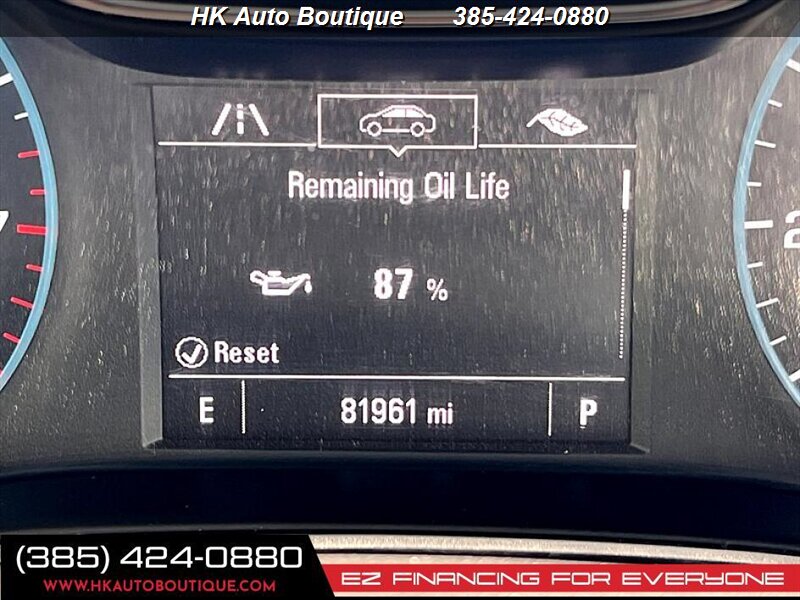 HK Auto Boutique 385-424-0880
Remaining Oil Life
87 %
Reset
E 81961 mi P
7
(385) 424-0880
WWW.HKAUTOBOUTIQUE.COM
EZ FINANCING FOR EVERYONE